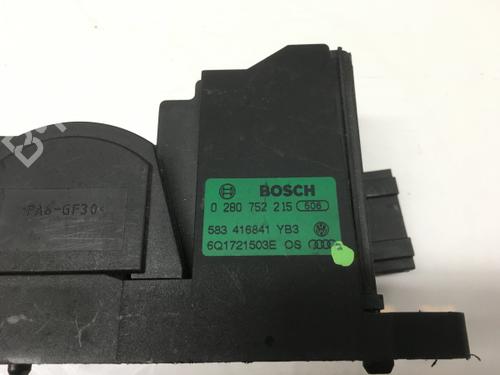 BOSCH
0 280 752 215 506
583 416841 YB3
6Q1721503E OS
>PA6-GF30<